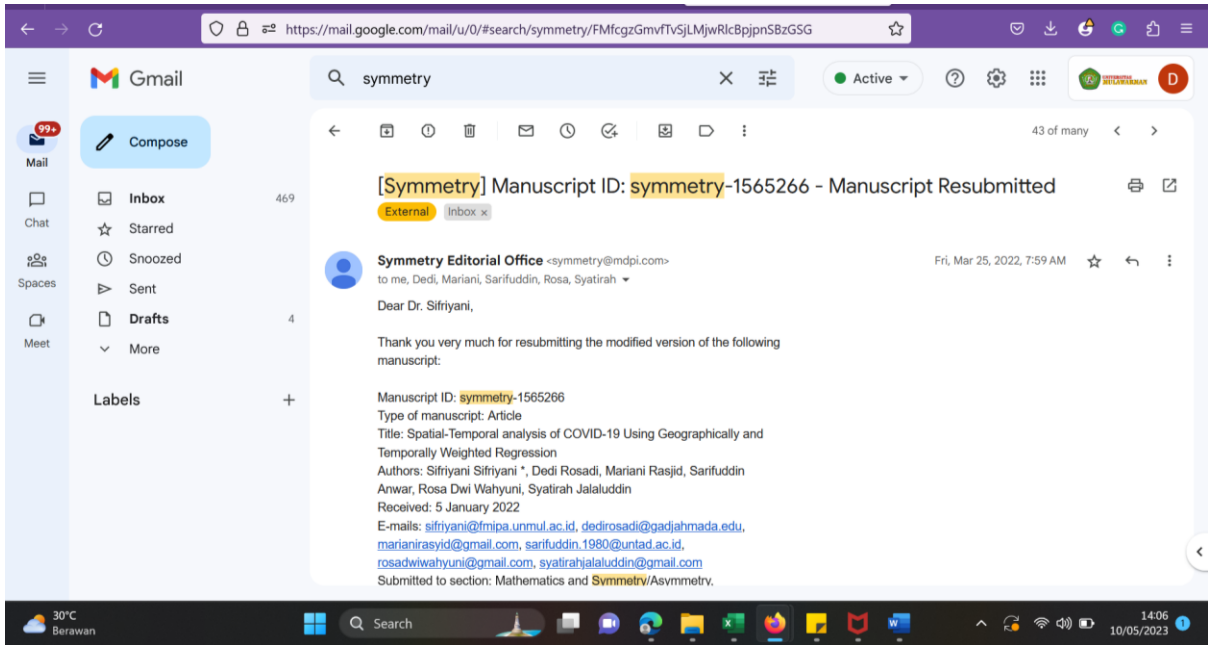 https://mail.google.com/mail/u/0/#search/symmetry/FMfcgzGmvfTvSjLMjwRlcBpjpnSBzGSG
Gmail
symmetry
Active
UNIVERSITAS
MULAWARMAN
D
99+
Mail
Compose
43 of many
Chat
Spaces
Meet
Inbox 469
Starred
Snoozed
Sent
Drafts 4
More
Labels
[Symmetry] Manuscript ID: symmetry-1565266 - Manuscript Resubmitted
External Inbox x
Symmetry Editorial Office <symmetry@mdpi.com> Fri, Mar 25, 2022, 7:59 AM
to me, Dedi, Mariani, Sarifuddin, Rosa, Syatirah
Dear Dr. Sifriyani,
Thank you very much for resubmitting the modified version of the following
manuscript:
Manuscript ID: symmetry-1565266
Type of manuscript: Article
Title: Spatial-Temporal analysis of COVID-19 Using Geographically and
Temporally Weighted Regression
Authors: Sifriyani Sifriyani *, Dedi Rosadi, Mariani Rasjid, Sarifuddin
Anwar, Rosa Dwi Wahyuni, Syatirah Jalaluddin
Received: 5 January 2022
E-mails: sifriyani@fmipa.unmul.ac.id, dedirosadi@gadjahmada.edu,
marianirasyid@gmail.com, sarifuddin.1980@untad.ac.id,
rosadwiwahyuni@gmail.com, syatirahjalaluddin@gmail.com
Submitted to section: Mathematics and Symmetry/Asymmetry,
30°C
Berawan
Search
14:06
10/05/2023
1